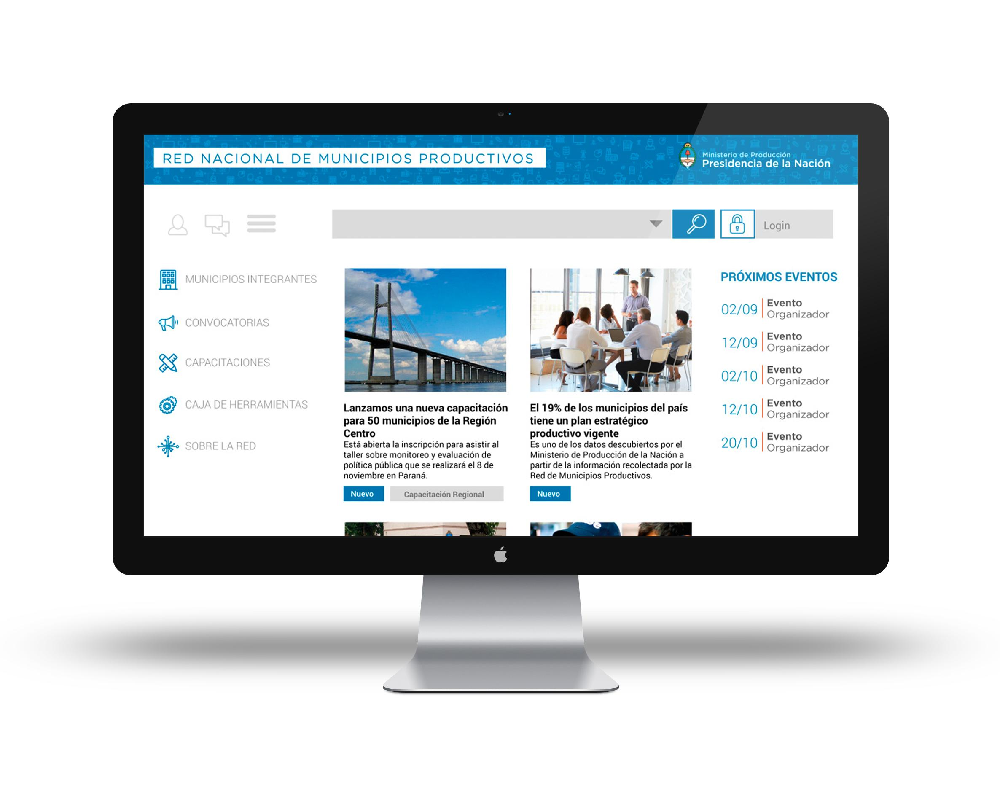 RED NACIONAL DE MUNICIPIOS PRODUCTIVOS
Ministerio de Producción
Presidencia de la Nación
Login
MUNICIPIOS INTEGRANTES
CONVOCATORIAS
CAPACITACIONES
CAJA DE HERRAMIENTAS
SOBRE LA RED
Lanzamos una nueva capacitación
para 50 municipios de la Región
Centro
Está abierta la inscripción para asistir al
taller sobre monitoreo y evaluación de
política pública que se realizará el 8 de
noviembre en Paraná.
Nuevo
Capacitación Regional
El 19% de los municipios del país
tiene un plan estratégico
productivo vigente
Es uno de los datos descubiertos por el
Ministerio de Producción de la Nación a
partir de la información recolectada por la
Red de Municipios Productivos.
Nuevo
PRÓXIMOS EVENTOS
02/09
Evento
Organizador
12/09
Evento
Organizador
02/10
Evento
Organizador
12/10
Evento
Organizador
20/10
Evento
Organizador